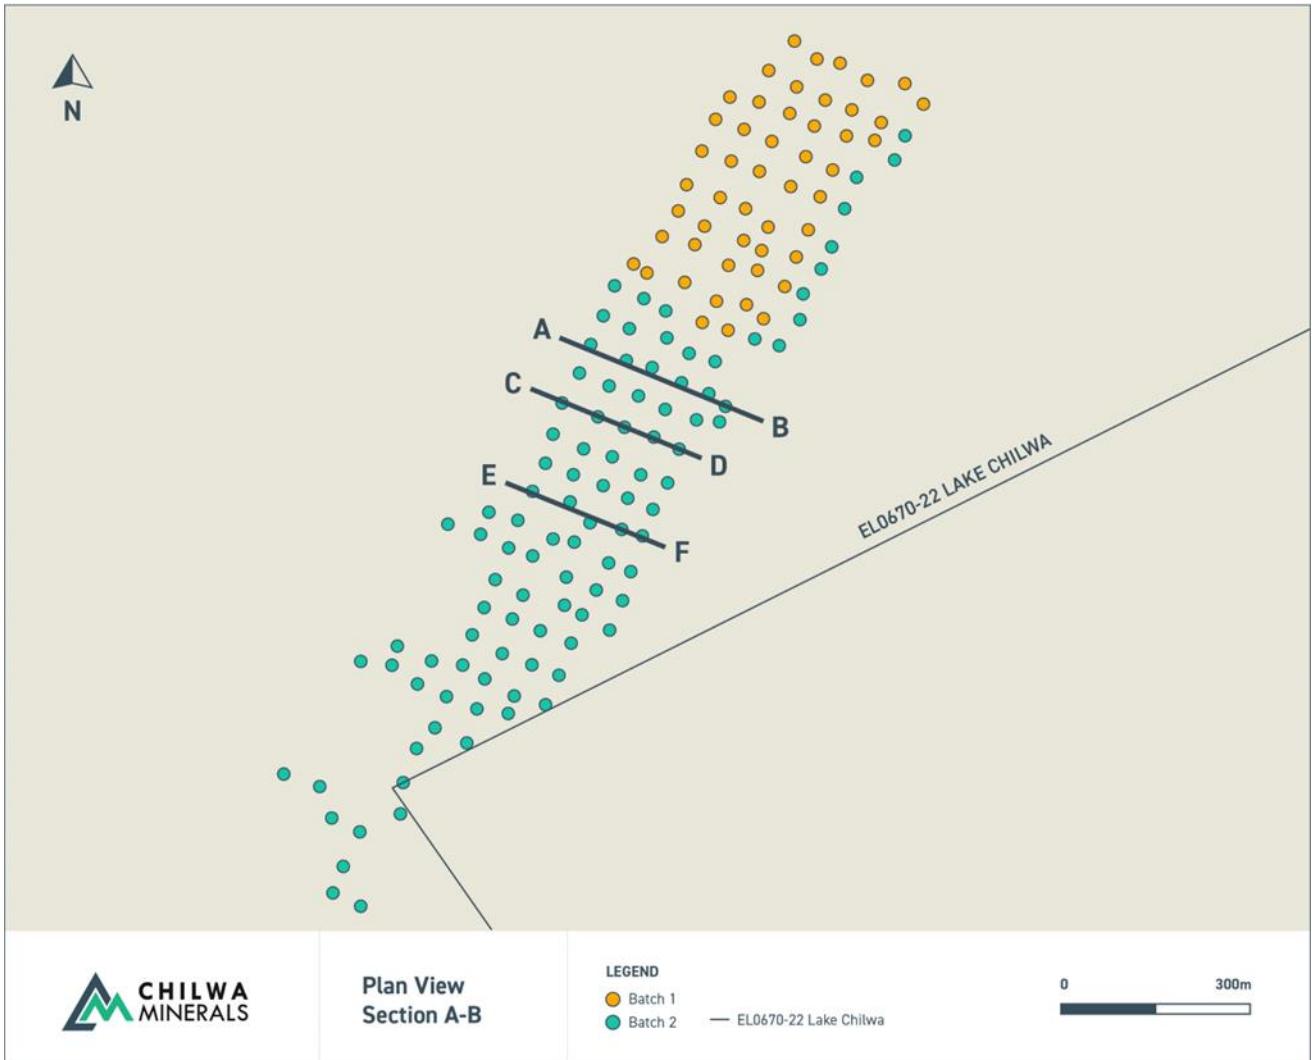 N
A
B
C
D
E
F
EL0670-22 LAKE CHILWA
CHILWA
MINERALS
Plan View
Section A-B
LEGEND
Batch 1
Batch 2
EL0670-22 Lake Chilwa
0 300m